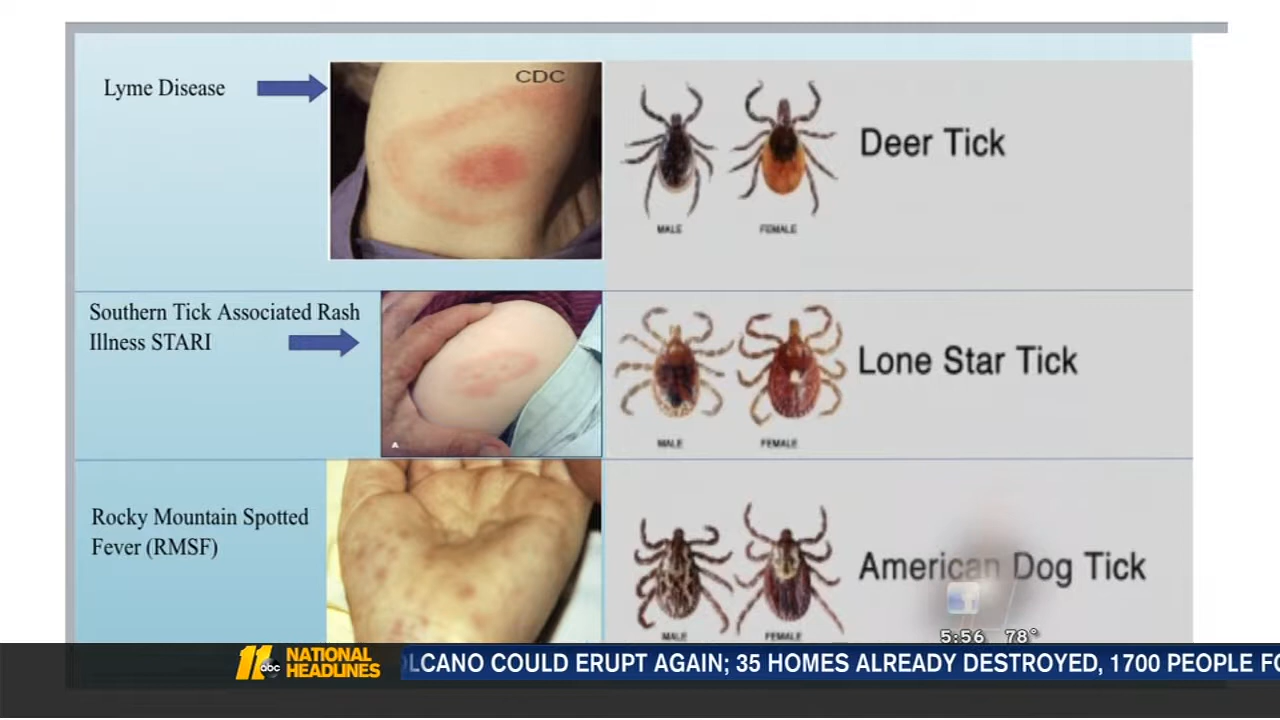 Lyme Disease
CDC
Deer Tick
MALE
FEMALE
Southern Tick Associated Rash
Illness STARI
A
Lone Star Tick
MALE
FEMALE
Rocky Mountain Spotted
Fever (RMSF)
American Dog Tick
MALE
FEMALE
5:56 78°
11 abc
NATIONAL
HEADLINES
OLCANO COULD ERUPT AGAIN; 35 HOMES ALREADY DESTROYED, 1700 PEOPLE FO